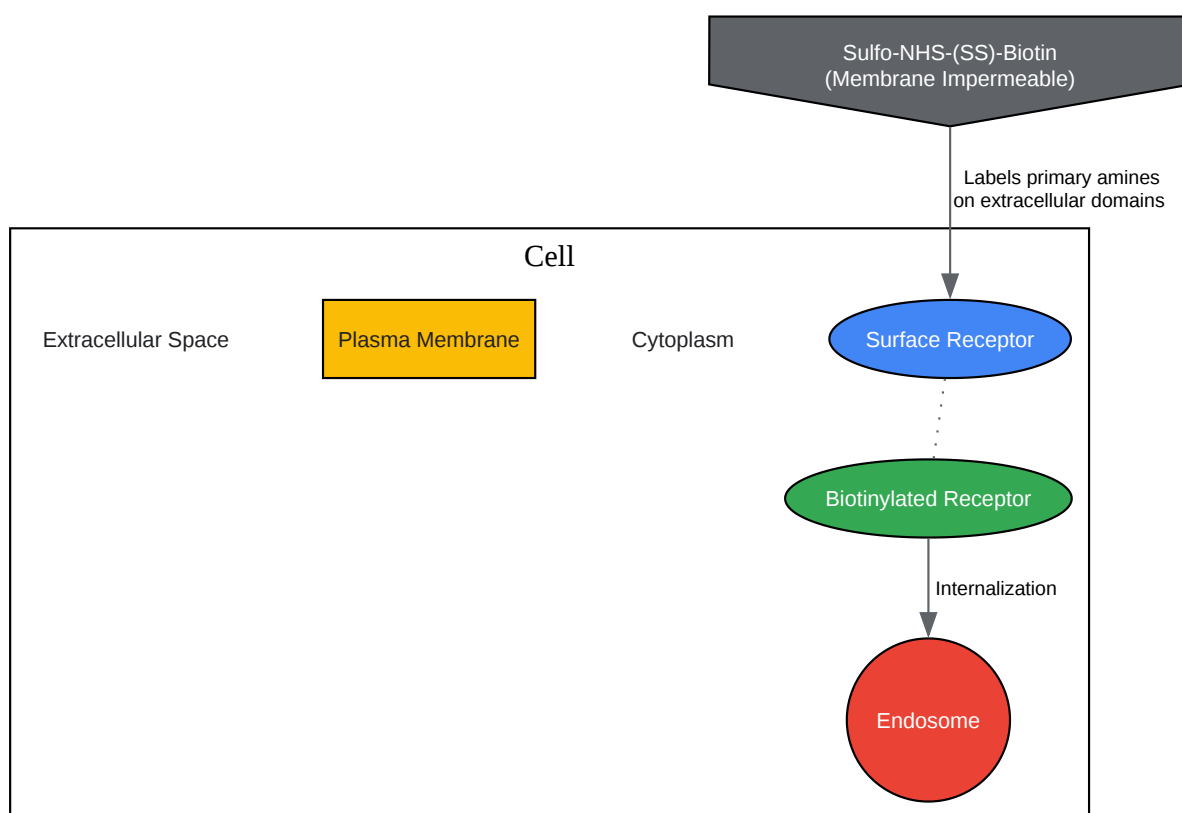 Sulfo-NHS-(SS)-Biotin
(Membrane Impermeable)
Labels primary amines
on extracellular domains
Cell
Extracellular Space
Plasma Membrane
Cytoplasm
Surface Receptor
Biotinylated Receptor
Internalization
Endosome